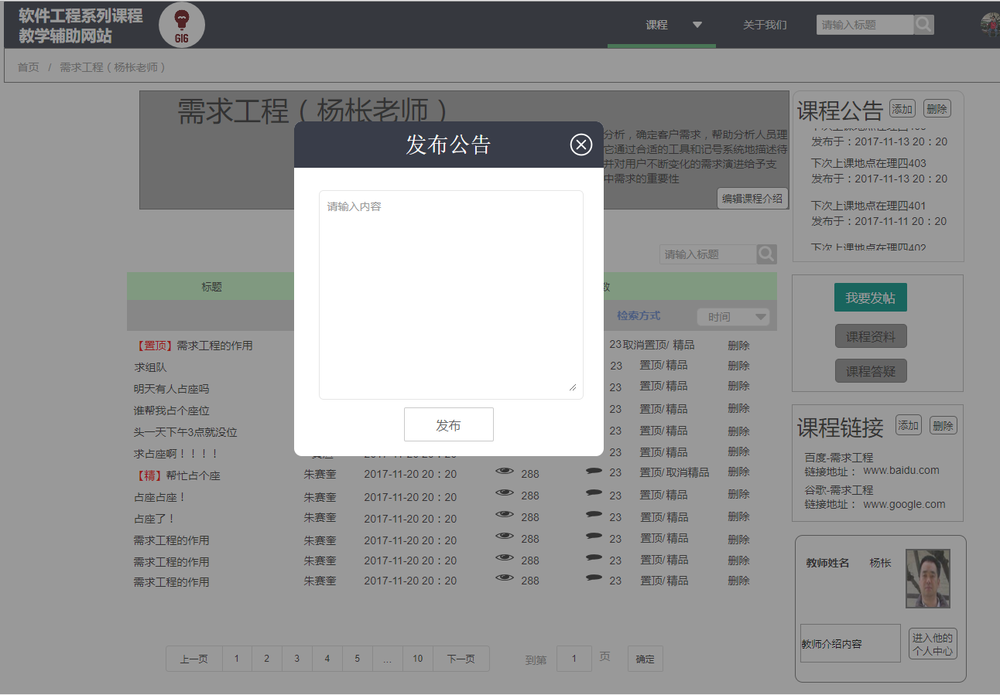 软件工程系列课程
教学辅助网站
GIG
课程
关于我们
请输入标题
首页 / 需求工程（杨枨老师）
需求工程（杨枨老师）
分析，确定客户需求，帮助分析人员理
它通过合适的工具和记号系统地描述待
并对用户不断变化的需求演进给予支
中需求的重要性
编辑课程介绍
课程公告 添加 删除
发布于：2017-11-13 20：20
下次上课地点在理四403
发布于：2017-11-13 20：20
下次上课地点在理四401
发布于：2017-11-11 20：20
下次上课地点在理四402
发布公告
请输入内容
发布
请输入标题
标题 数
检索方式 时间
【置顶】需求工程的作用 23 取消置顶/ 精品 删除
求组队 23 置顶/ 精品 删除
明天有人占座吗 23 置顶/ 精品 删除
谁帮我占个座位 23 置顶/ 精品 删除
头一天下午3点就没位 23 置顶/ 精品 删除
求占座啊！！！！ 2017-11-20 20：20 23 置顶/ 精品 删除
【精】帮忙占个座 朱赛奎 2017-11-20 20：20 288 23 置顶/ 取消精品 删除
占座占座！ 朱赛奎 2017-11-20 20：20 288 23 置顶/ 精品 删除
占座了！ 朱赛奎 2017-11-20 20：20 288 23 置顶/ 精品 删除
需求工程的作用 朱赛奎 2017-11-20 20：20 288 23 置顶/ 精品 删除
需求工程的作用 朱赛奎 2017-11-20 20：20 288 23 置顶/ 精品 删除
需求工程的作用 朱赛奎 2017-11-20 20：20 288 23 置顶/ 精品 删除
上一页 1 2 3 4 5 ... 10 下一页 到第 1 页 确定
我要发帖
课程资料
课程答疑
课程链接 添加 删除
百度-需求工程
链接地址： www.baidu.com
谷歌-需求工程
链接地址： www.google.com
教师姓名 杨枨
教师介绍内容
进入他的
个人中心